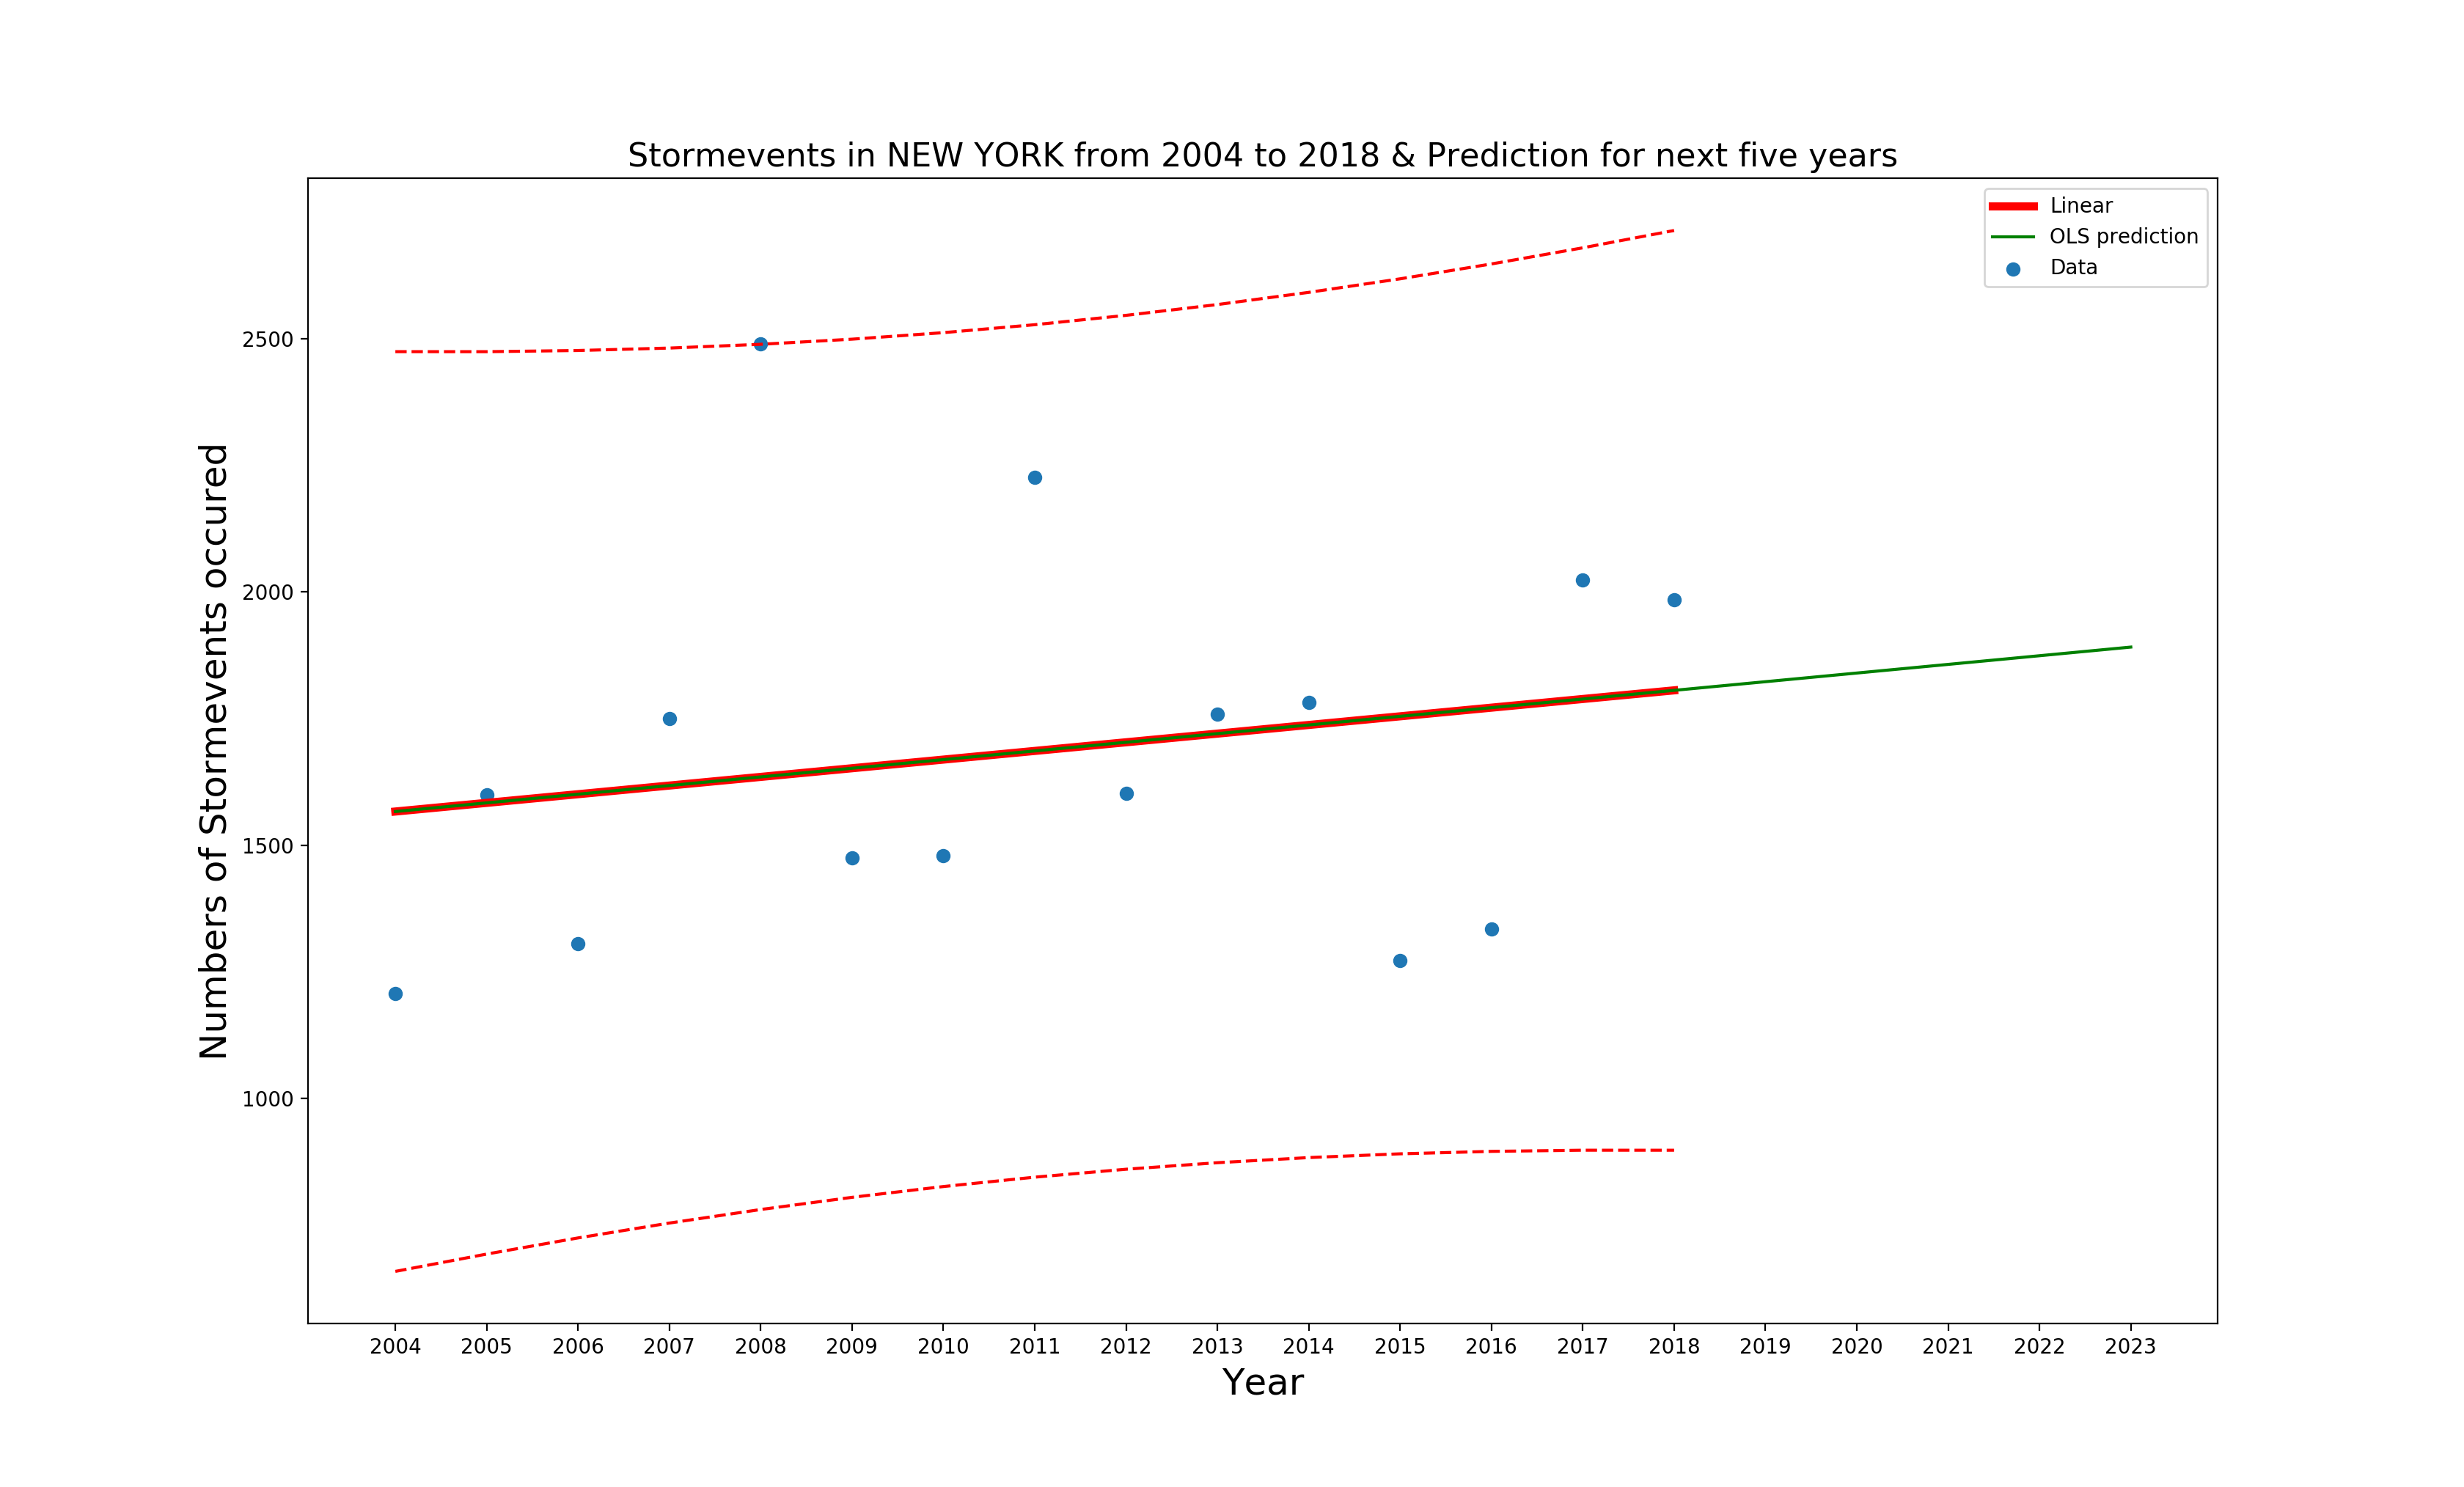 Stormevents in NEW YORK from 2004 to 2018 & Prediction for next five years
Linear
OLS prediction
Data
Numbers of Stormevents occured
2500
2000
1500
1000
2004 2005 2006 2007 2008 2009 2010 2011 2012 2013 2014 2015 2016 2017 2018 2019 2020 2021 2022 2023
Year